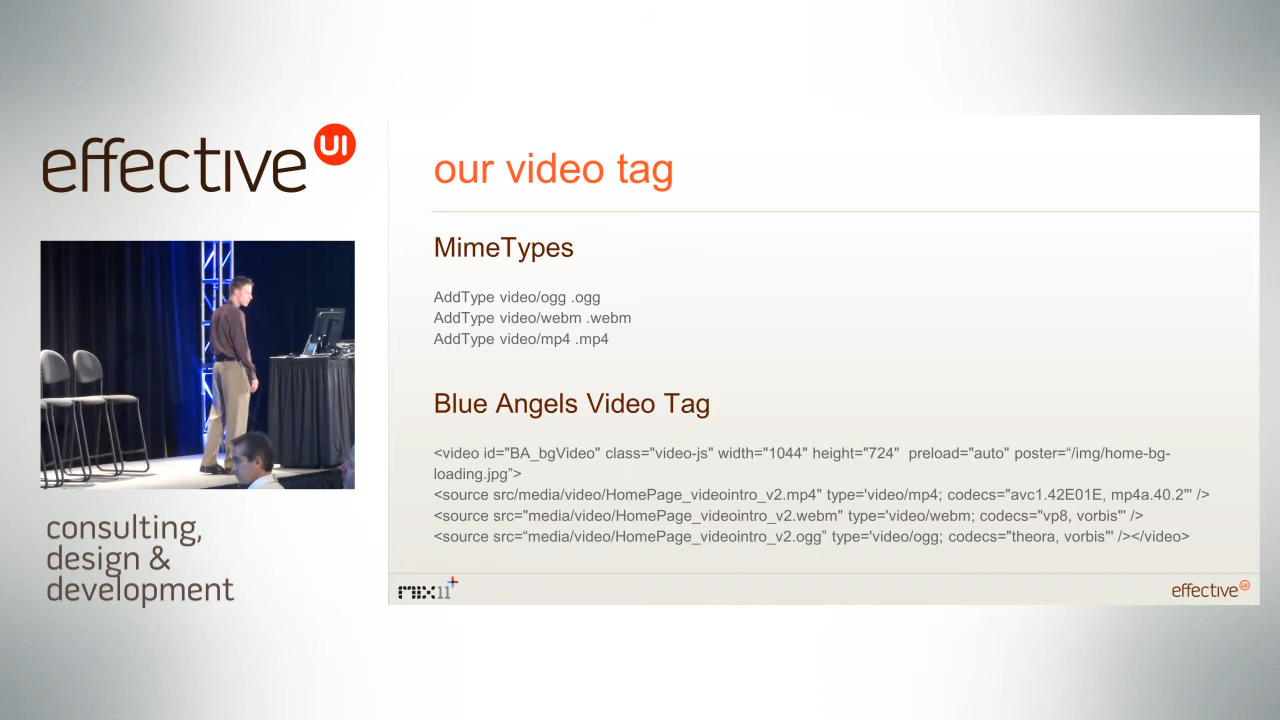 effective UI
consulting,
design &
development
our video tag
MimeTypes
AddType video/ogg .ogg
AddType video/webm .webm
AddType video/mp4 .mp4
Blue Angels Video Tag
<video id="BA_bgVideo" class="video-js" width="1044" height="724"  preload="auto" poster=“/img/home-bg-
loading.jpg”>
<source src/media/video/HomePage_videointro_v2.mp4" type='video/mp4; codecs="avc1.42E01E, mp4a.40.2"' />
<source src="media/video/HomePage_videointro_v2.webm" type='video/webm; codecs="vp8, vorbis"' />
<source src=“media/video/HomePage_videointro_v2.ogg” type='video/ogg; codecs="theora, vorbis"' /></video>
mix11
effective UI